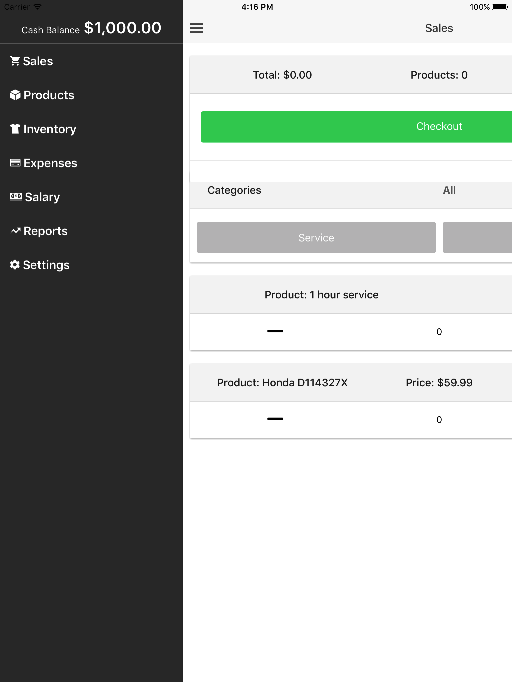 Carrier 4:16 PM 100%
Cash Balance $1,000.00
Sales
Products
Inventory
Expenses
Salary
Reports
Settings
Sales
Total: $0.00 Products: 0
Checkout
Categories All
Service
Product: 1 hour service
0
Product: Honda D114327X Price: $59.99
0